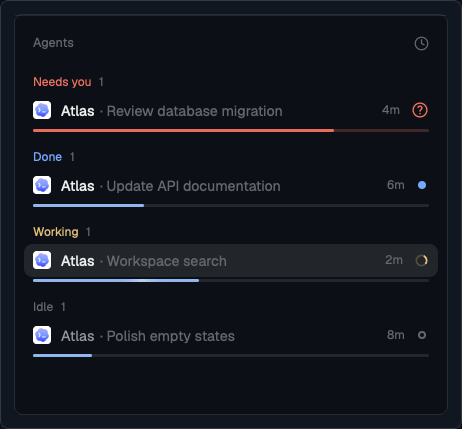 Agents
Needs you 1
Atlas · Review database migration 4m ?
Done 1
Atlas · Update API documentation 6m
Working 1
Atlas · Workspace search 2m
Idle 1
Atlas · Polish empty states 8m